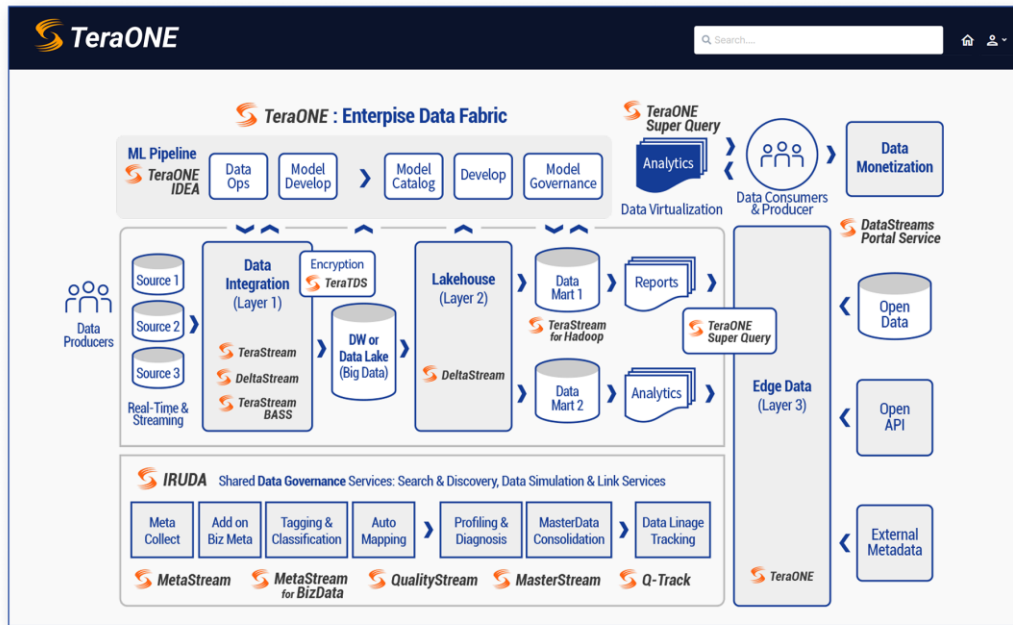 TeraONE
Search....
TeraONE : Enterpise Data Fabric
ML Pipeline
TeraONE
IDEA
Data
Ops
Model
Develop
Model
Catalog
Develop
Model
Governance
TeraONE
Super Query
Analytics
Data Virtualization
Data Consumers
& Producer
Data
Monetization
DataStreams
Portal Service
Data
Producers
Source 1
Source 2
Source 3
Real-Time &
Streaming
Data
Integration
(Layer 1)
TeraStream
DeltaStream
TeraStream
BASS
Encryption
TeraTDS
DW or
Data Lake
(Big Data)
Lakehouse
(Layer 2)
DeltaStream
Data
Mart 1
TeraStream
for Hadoop
Data
Mart 2
Reports
Analytics
TeraONE
Super Query
Edge Data
(Layer 3)
TeraONE
Open
Data
Open
API
External
Metadata
IRUDA Shared Data Governance Services: Search & Discovery, Data Simulation & Link Services
Meta
Collect
Add on
Biz Meta
Tagging &
Classification
Auto
Mapping
Profiling &
Diagnosis
MasterData
Consolidation
Data Linage
Tracking
MetaStream
MetaStream
for BizData
QualityStream
MasterStream
Q-Track